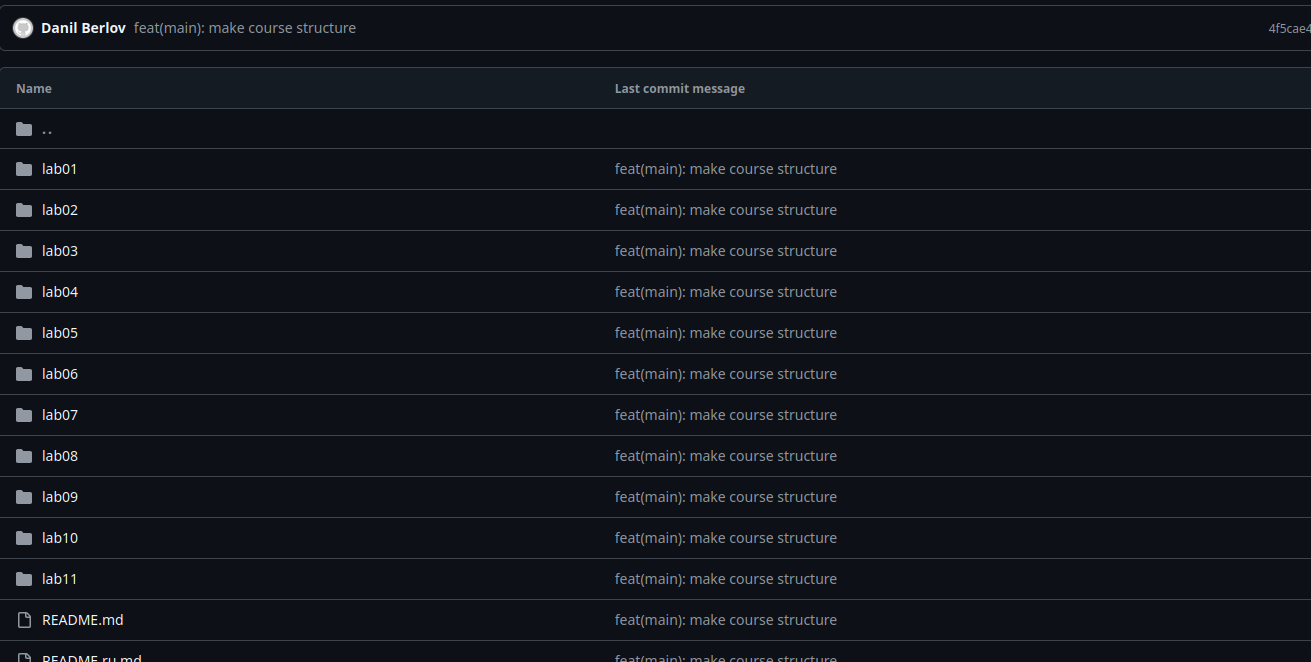 Danil Berlov feat(main): make course structure 4f5cae4
Name Last commit message
..
lab01 feat(main): make course structure
lab02 feat(main): make course structure
lab03 feat(main): make course structure
lab04 feat(main): make course structure
lab05 feat(main): make course structure
lab06 feat(main): make course structure
lab07 feat(main): make course structure
lab08 feat(main): make course structure
lab09 feat(main): make course structure
lab10 feat(main): make course structure
lab11 feat(main): make course structure
README.md feat(main): make course structure
README.ru.md feat(main): make course structure